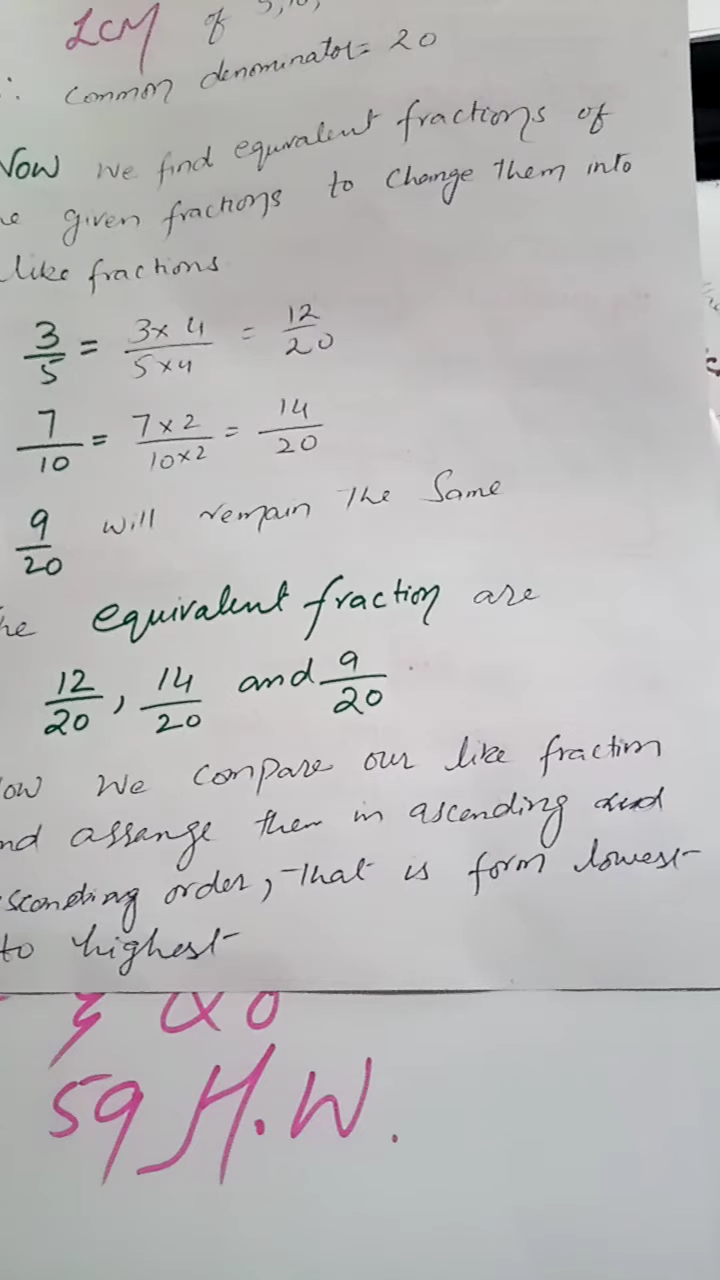 LCM of 5, 10,
∴ Common denominator = 20
Now we find equivalent fractions of
given fractions to change them into
like fractions
3/5 = 3×4/5×4 = 12/20
7/10 = 7×2/10×2 = 14/20
9/20 will remain the same
equivalent fraction are
12/20, 14/20 and 9/20
we compare our like fraction
arrange them in ascending
order, that is form lowest
to highest
59 H.W.